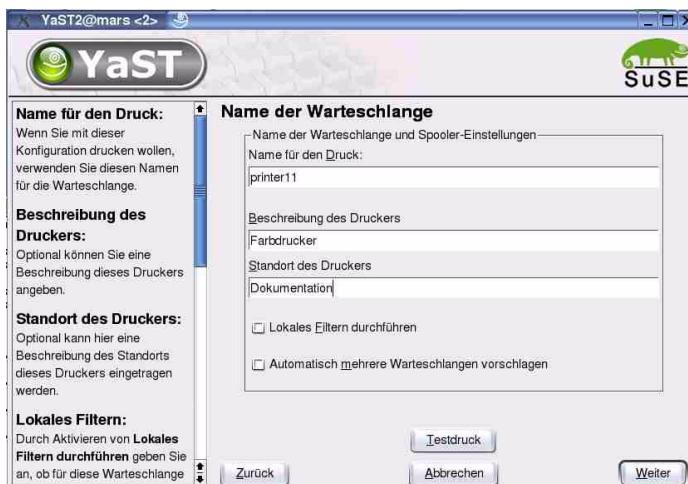 YaST2@mars <2>
YaST
SuSE
Name für den Druck:
Wenn Sie mit dieser
Konfiguration drucken wollen,
verwenden Sie diesen Namen
für die Warteschlange.
Beschreibung des
Druckers:
Optional können Sie eine
Beschreibung dieses Druckers
angeben.
Standort des Druckers:
Optional kann hier eine
Beschreibung des Standorts
dieses Druckers eingetragen
werden.
Lokales Filtern:
Durch Aktivieren von Lokales
Filtern durchführen geben Sie
an, ob für diese Warteschlange
Name der Warteschlange
Name der Warteschlange und Spooler-Einstellungen
Name für den Druck:
printer11
Beschreibung des Druckers
Farbdrucker
Standort des Druckers
Dokumentation
Lokales Filtern durchführen
Automatisch mehrere Warteschlangen vorschlagen
Testdruck
Zurück
Abbrechen
Weiter